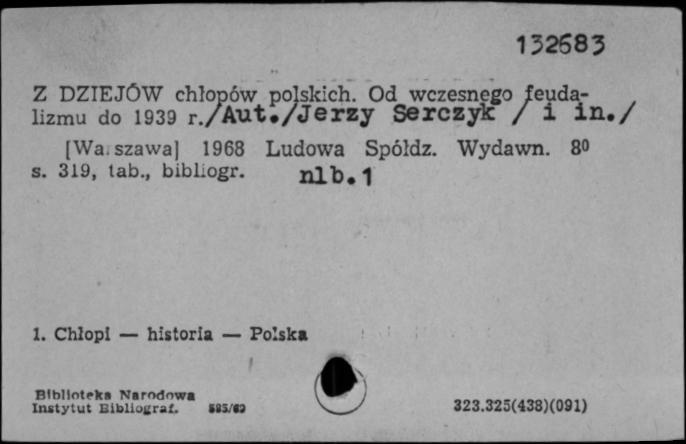 132683
Z DZIEJÓW chłopów polskich. Od wczesnego feuda-
lizmu do 1939 r./Aut./Jerzy Serczyk / i in./
[Warszawa] 1968 Ludowa Spółdz. Wydawn. 8⁰
s. 319, tab., bibliogr. nlb.1
1. Chłopi — historia — Polska
Biblioteka Narodowa
Instytut Bibliograf. 323.325(438)(091)